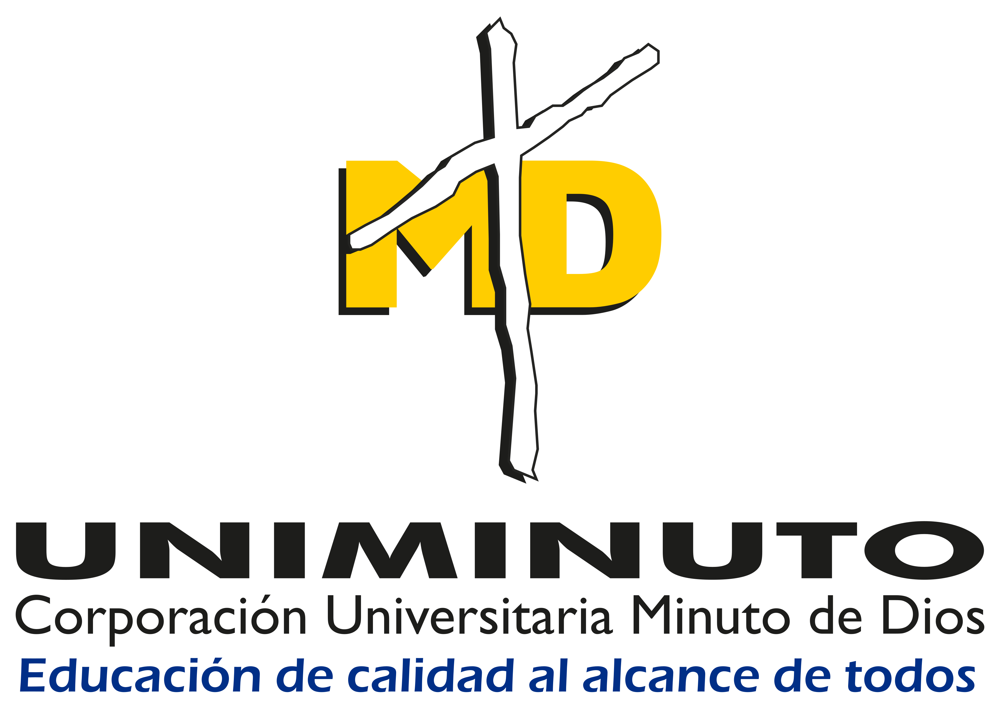 MD
UNIMINUTO
Corporación Universitaria Minuto de Dios
Educación de calidad al alcance de todos